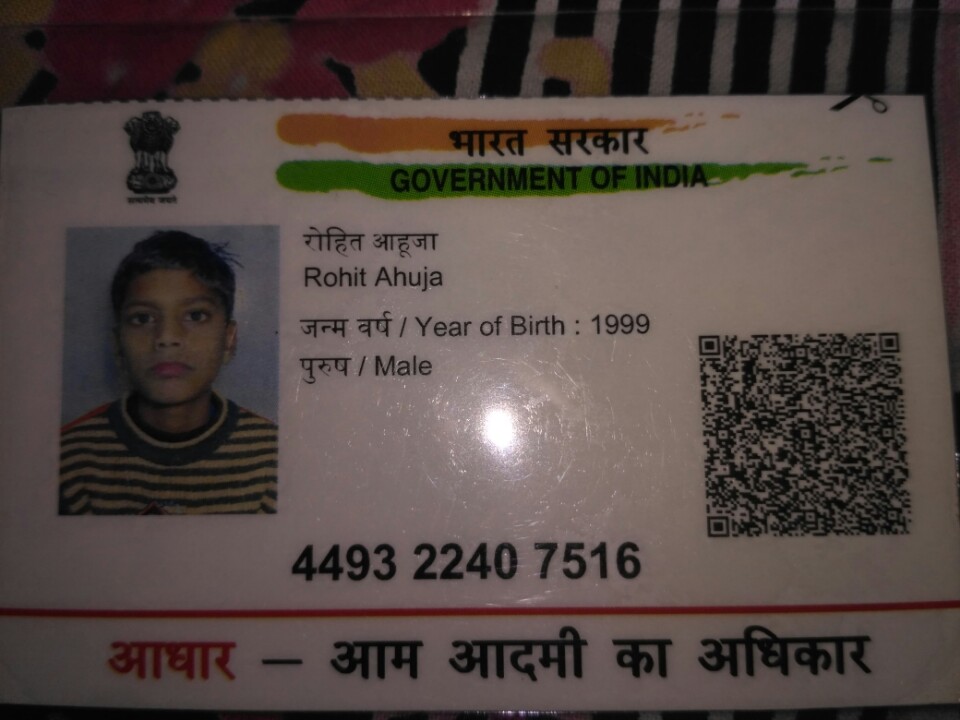 भारत सरकार
GOVERNMENT OF INDIA
सत्यमेव जयते
रोहित आहूजा
Rohit Ahuja
जन्म वर्ष / Year of Birth : 1999
पुरुष / Male
4493 2240 7516
आधार — आम आदमी का अधिकार